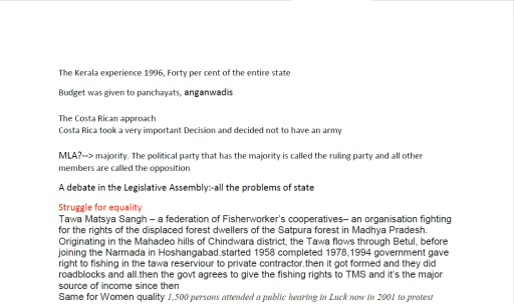 The Kerala experience 1996, Forty per cent of the entire state
Budget was given to panchayats, anganwadis
The Costa Rican approach
Costa Rica took a very important Decision and decided not to have an army
MLA?--> majority. The political party that has the majority is called the ruling party and all other
members are called the opposition
A debate in the Legislative Assembly:-all the problems of state
Struggle for equality
Tawa Matsya Sangh – a federation of Fisherworker's cooperatives– an organisation fighting
for the rights of the displaced forest dwellers of the Satpura forest in Madhya Pradesh.
Originating in the Mahadeo hills of Chindwara district, the Tawa flows through Betul, before
joining the Narmada in Hoshangabad.started 1958 completed 1978,1994 government gave
right to fishing in the tawa reserviour to private contractor.then it got formed and they did
roadblocks and all.then the govt agrees to give the fishing rights to TMS and it's the major
source of income since then
Same for Women quality 1,500 persons attended a public hearing in Luck now in 2001 to protest